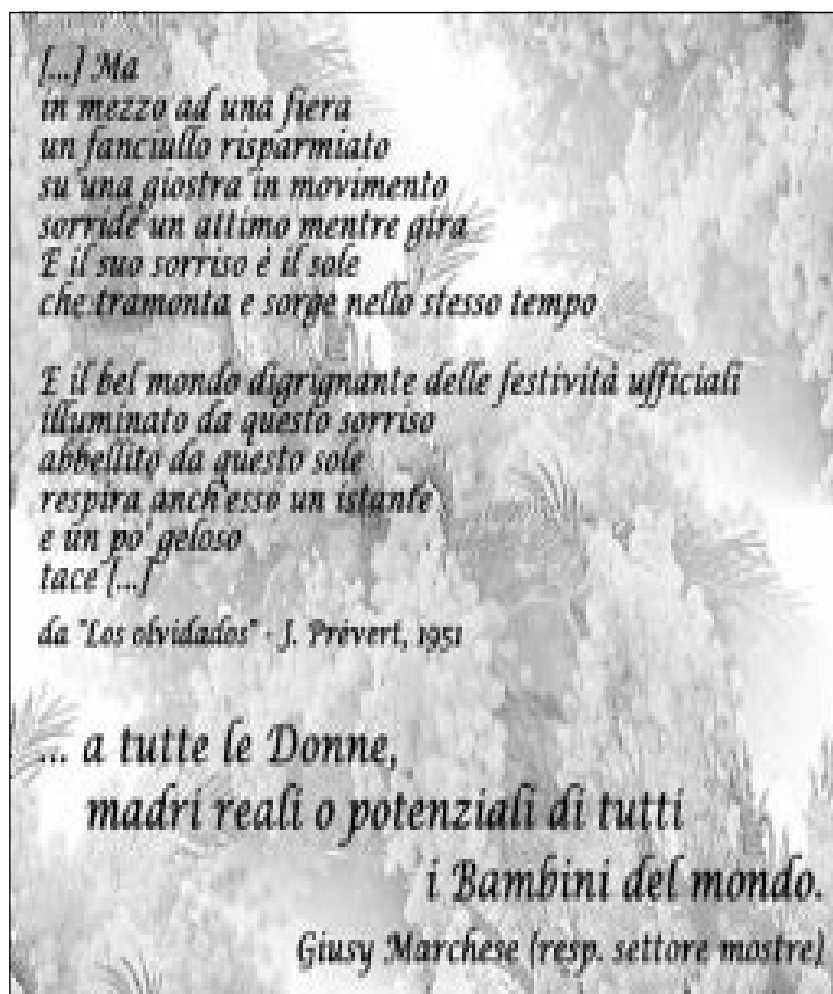 [...] Ma
in mezzo ad una fiera
un fanciullo risparmiato
su una giostra in movimento
sorride un attimo mentre gira
E il suo sorriso è il sole
che tramonta e sorge nello stesso tempo
E il bel mondo digrignante delle festività ufficiali
illuminato da questo sorriso
abbellito da questo sole
respira anch'esso un istante
e un po' geloso
tace [...]
da "Los olvidados" - J. Prévert, 1951
... a tutte le Donne,
madri reali o potenziali di tutti
i Bambini del mondo.
Giusy Marchese (resp. settore mostre)